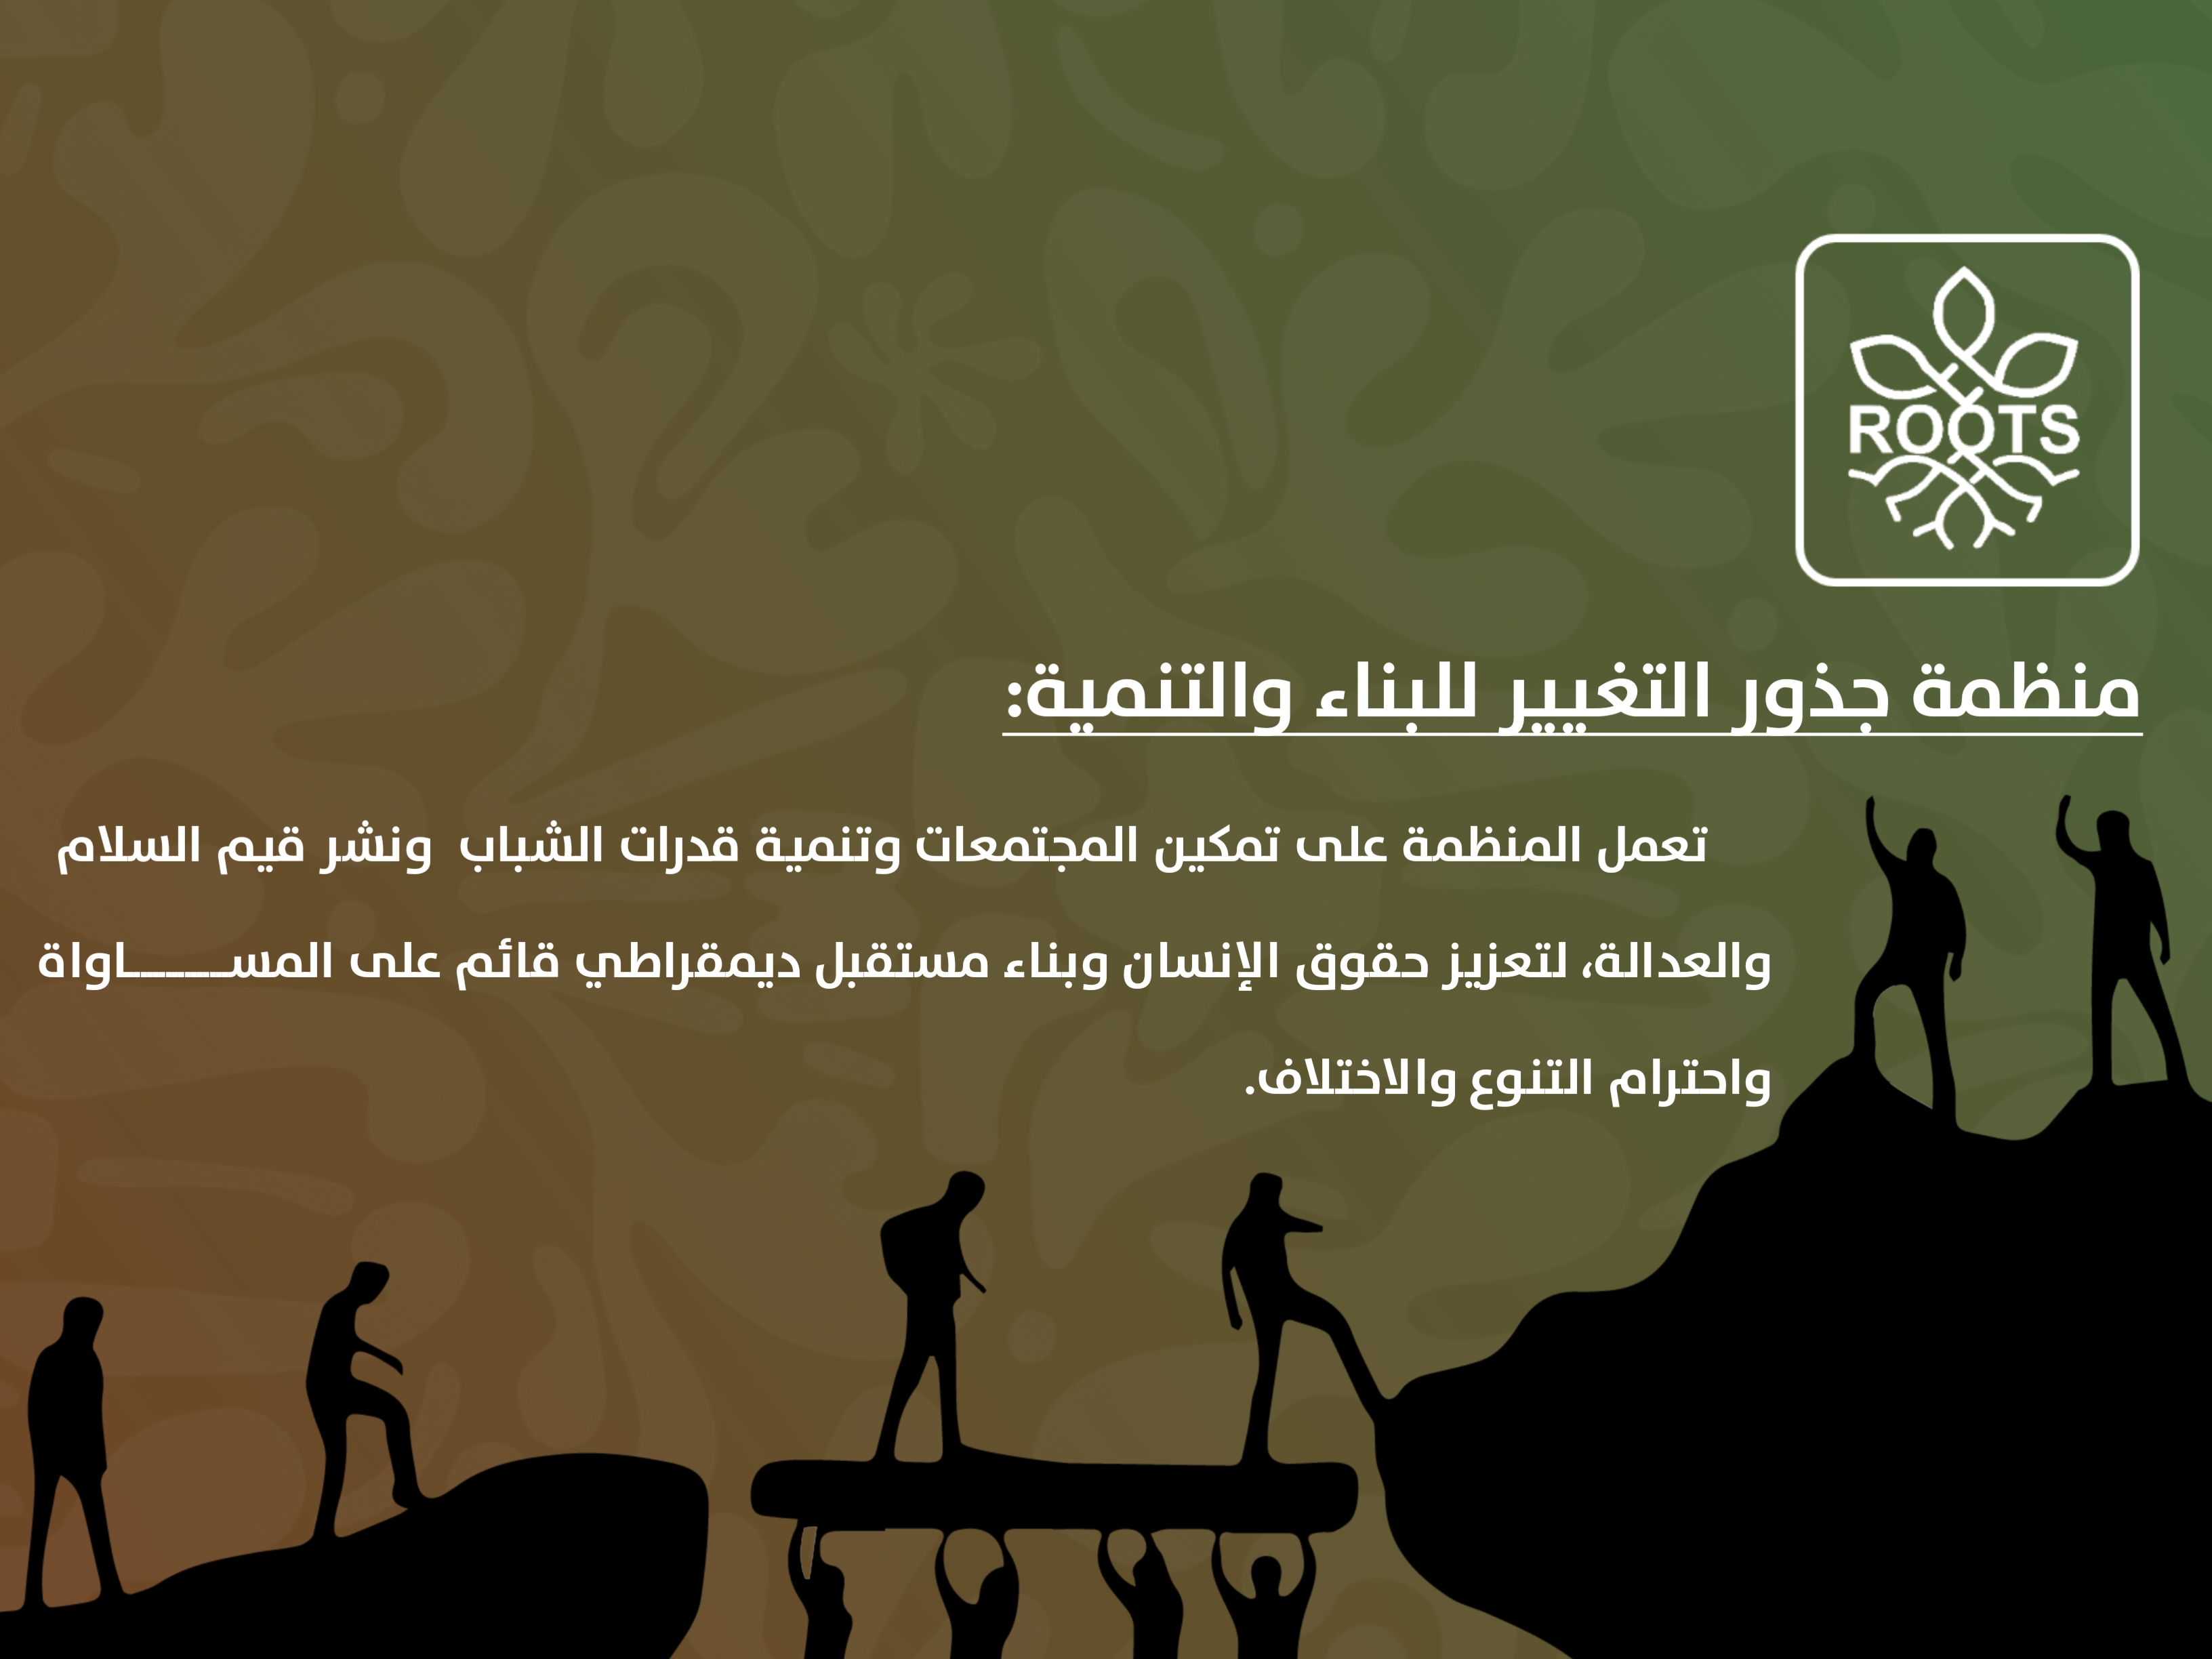 ROOTS
منظمة جذور التغيير للبناء والتنمية:
تعمل المنظمة على تمكين المجتمعات وتنمية قدرات الشباب  ونشر قيم السلام
والعدالة، لتعزيز حقوق الإنسان وبناء مستقبل ديمقراطي قائم على المســــــــاواة
واحترام التنوع والاختلاف.